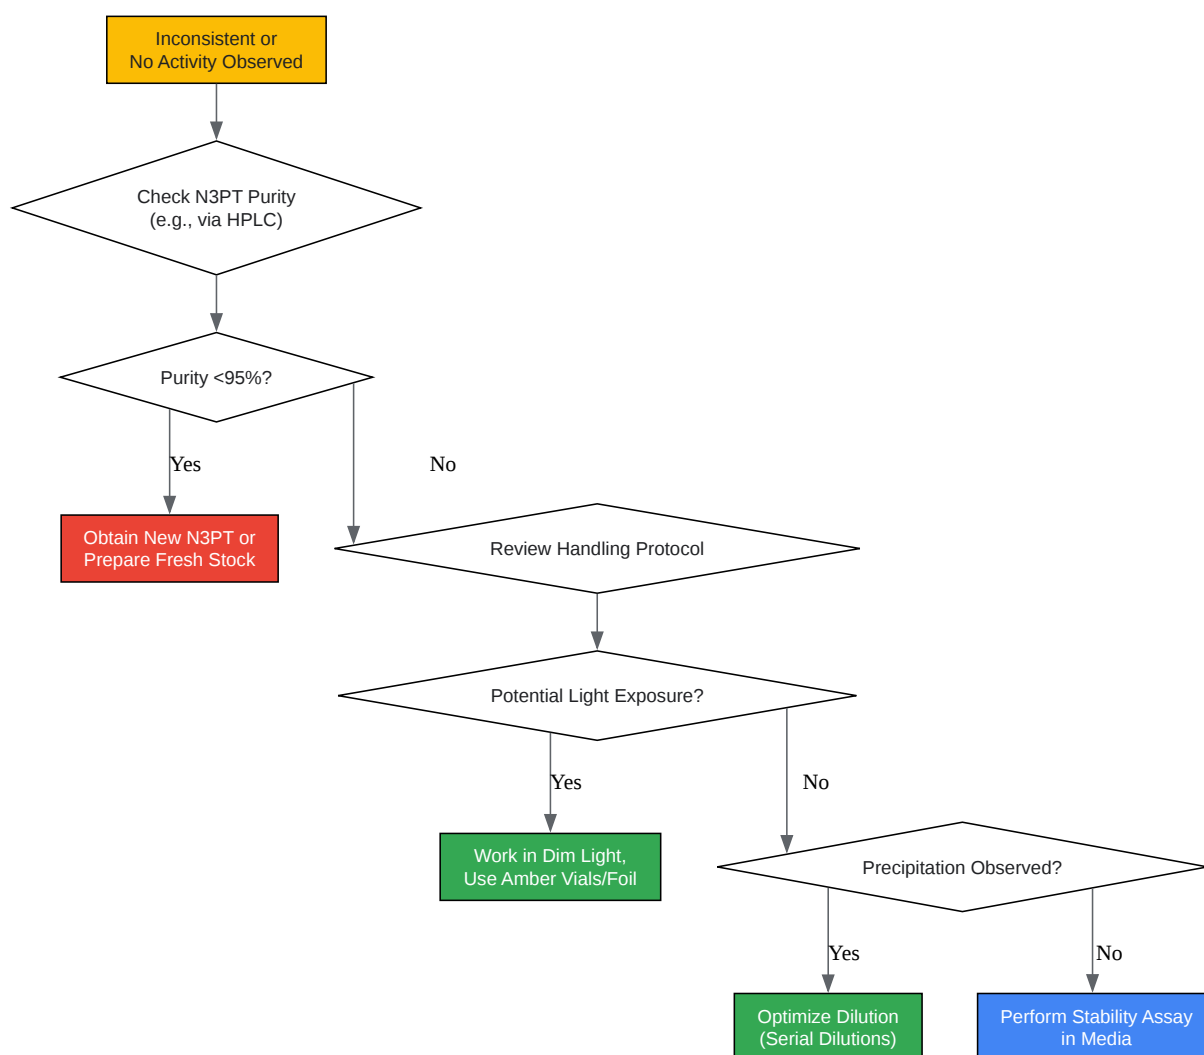 Inconsistent or
No Activity Observed
Check N3PT Purity
(e.g., via HPLC)
Purity <95%?
Yes
No
Obtain New N3PT or
Prepare Fresh Stock
Review Handling Protocol
Potential Light Exposure?
Yes
No
Work in Dim Light,
Use Amber Vials/Foil
Precipitation Observed?
Yes
No
Optimize Dilution
(Serial Dilutions)
Perform Stability Assay
in Media